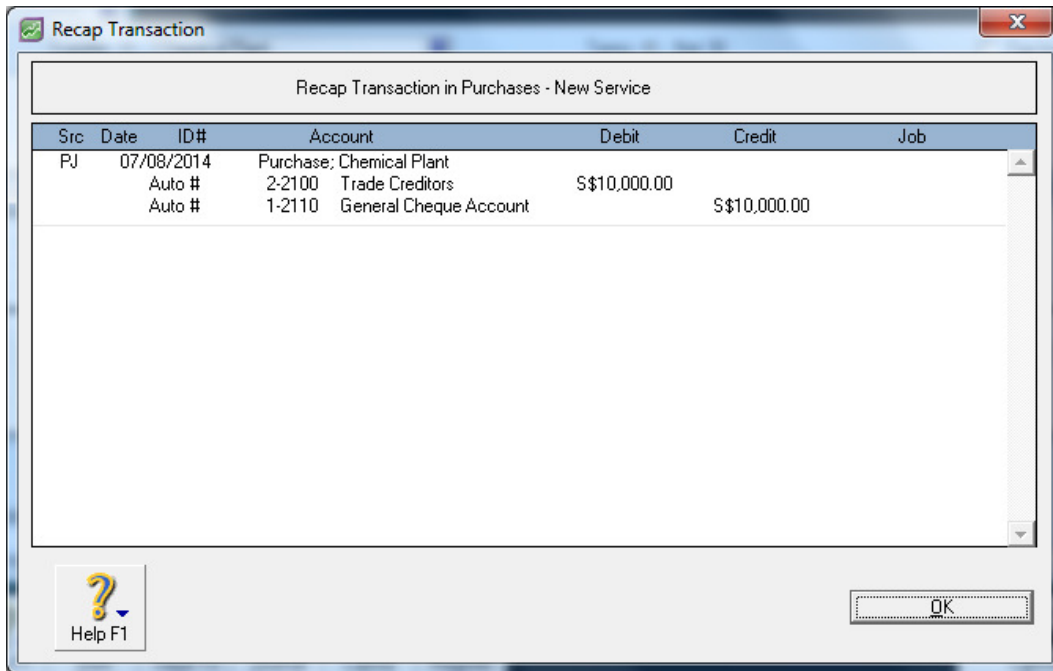 Recap Transaction
X
Recap Transaction in Purchases - New Service
Src Date ID# Account Debit Credit Job
PJ 07/08/2014 Purchase; Chemical Plant
Auto # 2-2100 Trade Creditors S$10,000.00
Auto # 1-2110 General Cheque Account S$10,000.00
?
Help F1
OK